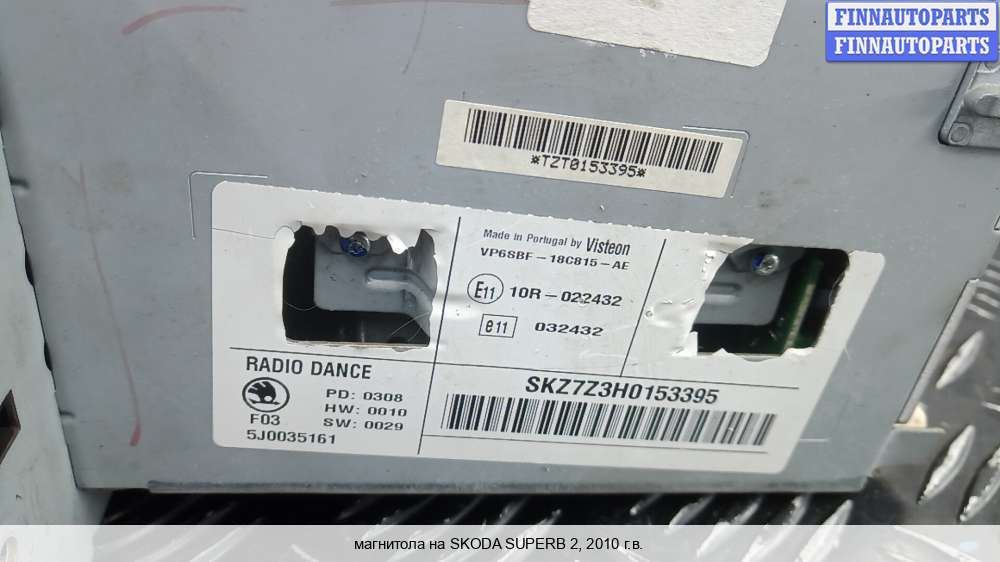 FINNAUTOPARTS
FINNAUTOPARTS
*TZT0153395*
Made in Portugal by Visteon
VP6SBF-18C815-AE
E11 10R-022432
e11 032432
RADIO DANCE
PD: 0308
HW: 0010
F03 SW: 0029
5J0035161
SKZ7Z3H0153395
магнитола на SKODA SUPERB 2, 2010 г.в.